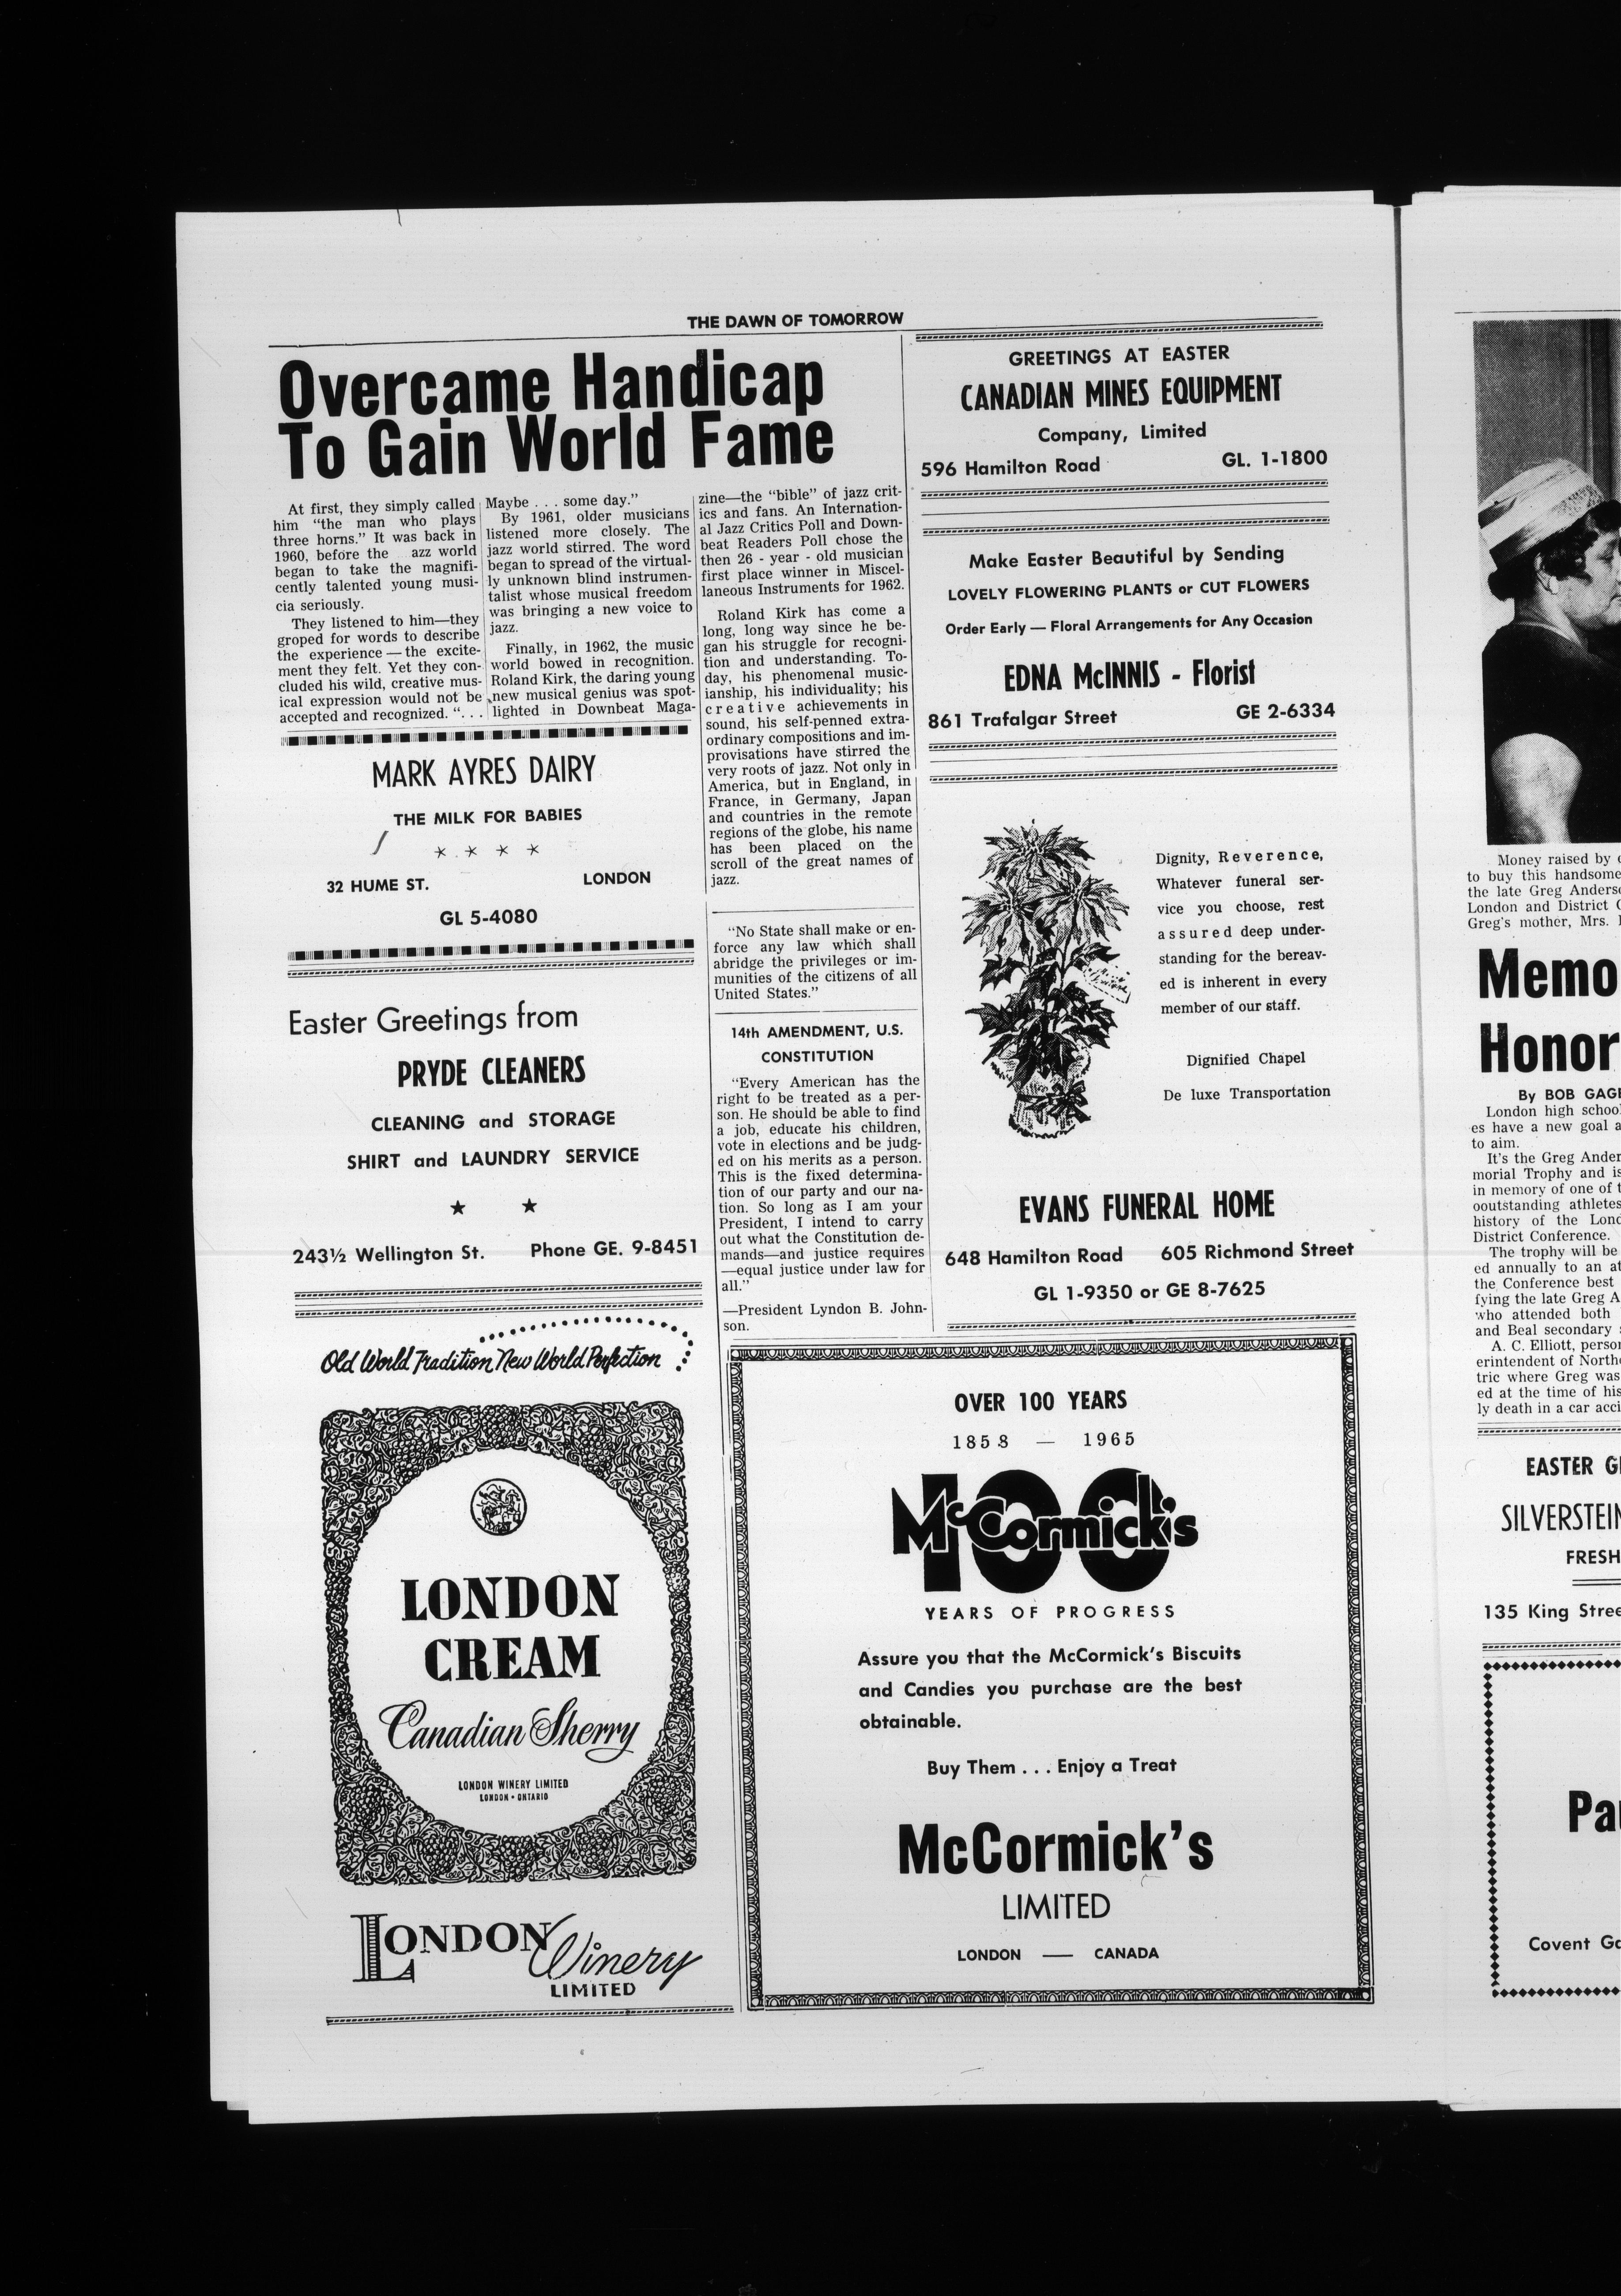 THE DAWN OF TOMORROW
Overcame Handicap
To Gain World Fame
At first, they simply called
him “the man who plays
three horns.” It was back in
1960, before the azz world
began to take the magnifi-
cently talented young musi-
cia seriously.
They listened to him—they
groped for words to describe
the experience — the excite-
ment they felt. Yet they con-
cluded his wild, creative mus-
ical expression would not be
accepted and recognized. “. . .
Maybe . . . some day.”
By 1961, older musicians
listened more closely. The
jazz world stirred. The word
began to spread of the virtual-
ly unknown blind instrumen-
talist whose musical freedom
was bringing a new voice to
jazz.
Finally, in 1962, the music
world bowed in recognition.
Roland Kirk, the daring young
new musical genius was spot-
lighted in Downbeat Maga-
zine—the “bible” of jazz crit-
ics and fans. An Internation-
al Jazz Critics Poll and Down-
beat Readers Poll chose the
then 26 - year - old musician
first place winner in Miscel-
laneous Instruments for 1962.
Roland Kirk has come a
long, long way since he be-
gan his struggle for recogni-
tion and understanding. To-
day, his phenomenal music-
ianship, his individuality; his
creative achievements in
sound, his self-penned extra-
ordinary compositions and im-
provisations have stirred the
very roots of jazz. Not only in
America, but in England, in
France, in Germany, Japan
and countries in the remote
regions of the globe, his name
has been placed on the
scroll of the great names of
jazz.
“No State shall make or en-
force any law which shall
abridge the privileges or im-
munities of the citizens of all
United States.”
14th AMENDMENT, U.S.
CONSTITUTION
“Every American has the
right to be treated as a per-
son. He should be able to find
a job, educate his children,
vote in elections and be judg-
ed on his merits as a person.
This is the fixed determina-
tion of our party and our na-
tion. So long as I am your
President, I intend to carry
out what the Constitution de-
mands—and justice requires
—equal justice under law for
all.”
—President Lyndon B. John-
son.
MARK AYRES DAIRY
THE MILK FOR BABIES
* * * *
32 HUME ST. LONDON
GL 5-4080
Easter Greetings from
PRYDE CLEANERS
CLEANING and STORAGE
SHIRT and LAUNDRY SERVICE
★ ★
243½ Wellington St. Phone GE. 9-8451
Old World Tradition New World Perfection
LONDON
CREAM
Canadian Sherry
LONDON WINERY LIMITED
LONDON • ONTARIO
LONDON Winery
LIMITED
GREETINGS AT EASTER
CANADIAN MINES EQUIPMENT
Company, Limited
596 Hamilton Road GL. 1-1800
Make Easter Beautiful by Sending
LOVELY FLOWERING PLANTS or CUT FLOWERS
Order Early — Floral Arrangements for Any Occasion
EDNA McINNIS - Florist
861 Trafalgar Street GE 2-6334
Dignity, Reverence,
Whatever funeral ser-
vice you choose, rest
assured deep under-
standing for the bereav-
ed is inherent in every
member of our staff.
Dignified Chapel
De luxe Transportation
EVANS FUNERAL HOME
648 Hamilton Road 605 Richmond Street
GL 1-9350 or GE 8-7625
OVER 100 YEARS
1858 — 1965
100
McCormick's
YEARS OF PROGRESS
Assure you that the McCormick's Biscuits
and Candies you purchase are the best
obtainable.
Buy Them . . . Enjoy a Treat
McCormick's
LIMITED
LONDON — CANADA
Money raised by
to buy this handsome
the late Greg Anders
London and District
Greg's mother, Mrs.
Memo
Honor
By BOB GAG
London high schoo
es have a new goal a
to aim.
It's the Greg Ander
morial Trophy and is
in memory of one of t
ooutstanding athletes
history of the Lond
District Conference.
The trophy will be
ed annually to an at
the Conference best
fying the late Greg A
who attended both
and Beal secondary
A. C. Elliott, person
erintendent of North
tric where Greg was
ed at the time of his
ly death in a car acci
EASTER G
SILVERSTEIN
FRESH
135 King Stree
Pa
Covent Ga